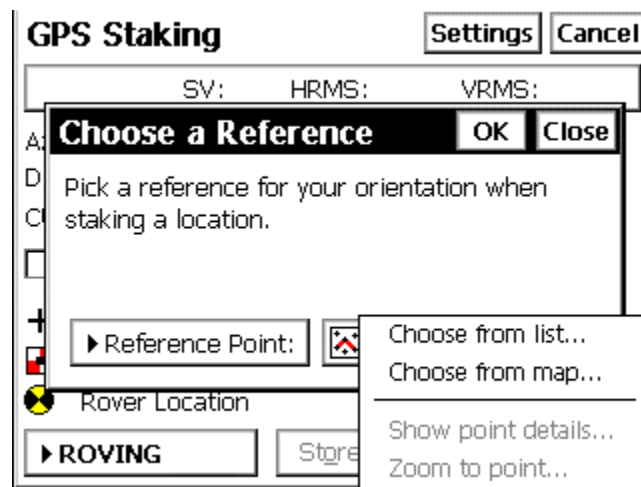 GPS Staking
Settings
Cancel
SV: HRMS: VRMS:
Choose a Reference
OK
Close
Pick a reference for your orientation when
staking a location.
Reference Point:
Choose from list...
Choose from map...
Show point details...
Zoom to point...
Rover Location
ROVING
Store